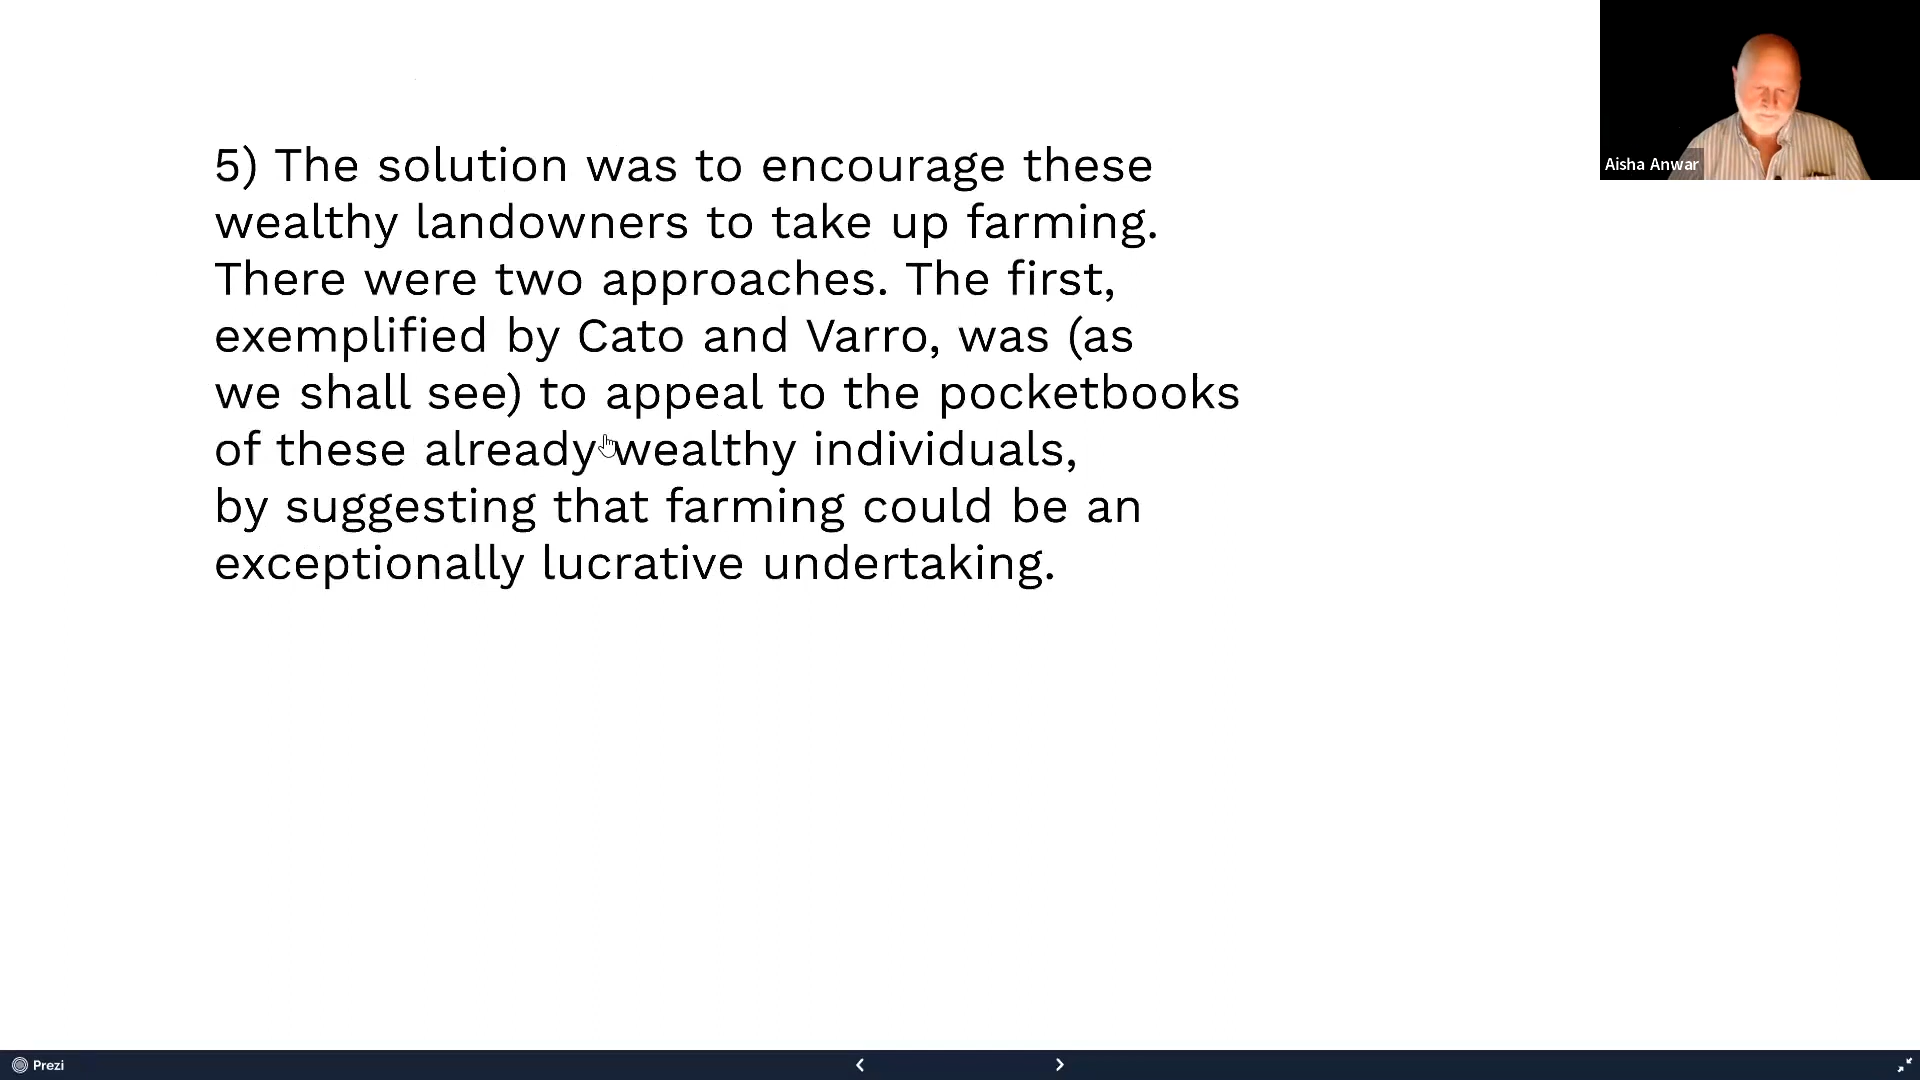 5) The solution was to encourage these
wealthy landowners to take up farming.
There were two approaches. The first,
exemplified by Cato and Varro, was (as
we shall see) to appeal to the pocketbooks
of these already wealthy individuals,
by suggesting that farming could be an
exceptionally lucrative undertaking.
Aisha Anwar
Prezi